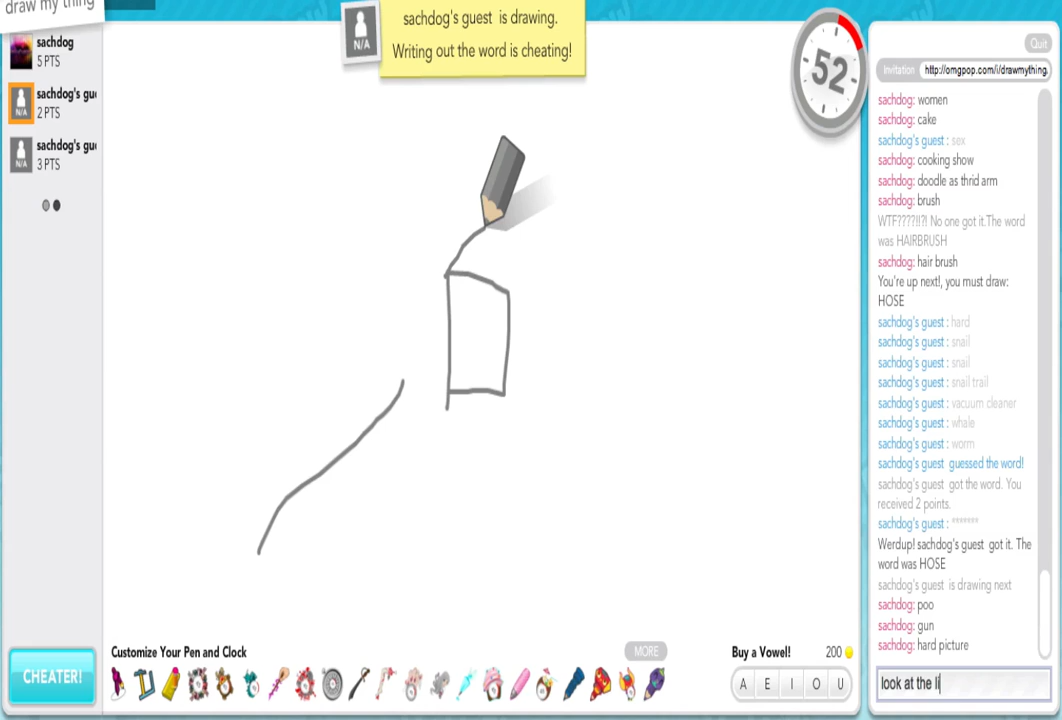 draw my thing
sachdog's guest is drawing.
Writing out the word is cheating!
N/A
52
sachdog
5 PTS
N/A
sachdog's gu
2 PTS
N/A
sachdog's gu
3 PTS
CHEATER!
Customize Your Pen and Clock
MORE
Buy a Vowel! 200
A E I O U
Quit
invitation http://omgpop.com/i/drawmything.
sachdog: women
sachdog: cake
sachdog's guest : sex
sachdog: cooking show
sachdog: doodle as thrid arm
sachdog: brush
WTF????!!?! No one got it.The word
was HAIRBRUSH
sachdog: hair brush
You're up next!, you must draw:
HOSE
sachdog's guest : hard
sachdog's guest : snail
sachdog's guest : snail
sachdog's guest : snail trail
sachdog's guest : vacuum cleaner
sachdog's guest : whale
sachdog's guest : worm
sachdog's guest guessed the word!
sachdog's guest got the word. You
received 2 points.
sachdog's guest : *******
Werdup! sachdog's guest got it. The
word was HOSE
sachdog's guest is drawing next
sachdog: poo
sachdog: gun
sachdog: hard picture
look at the li